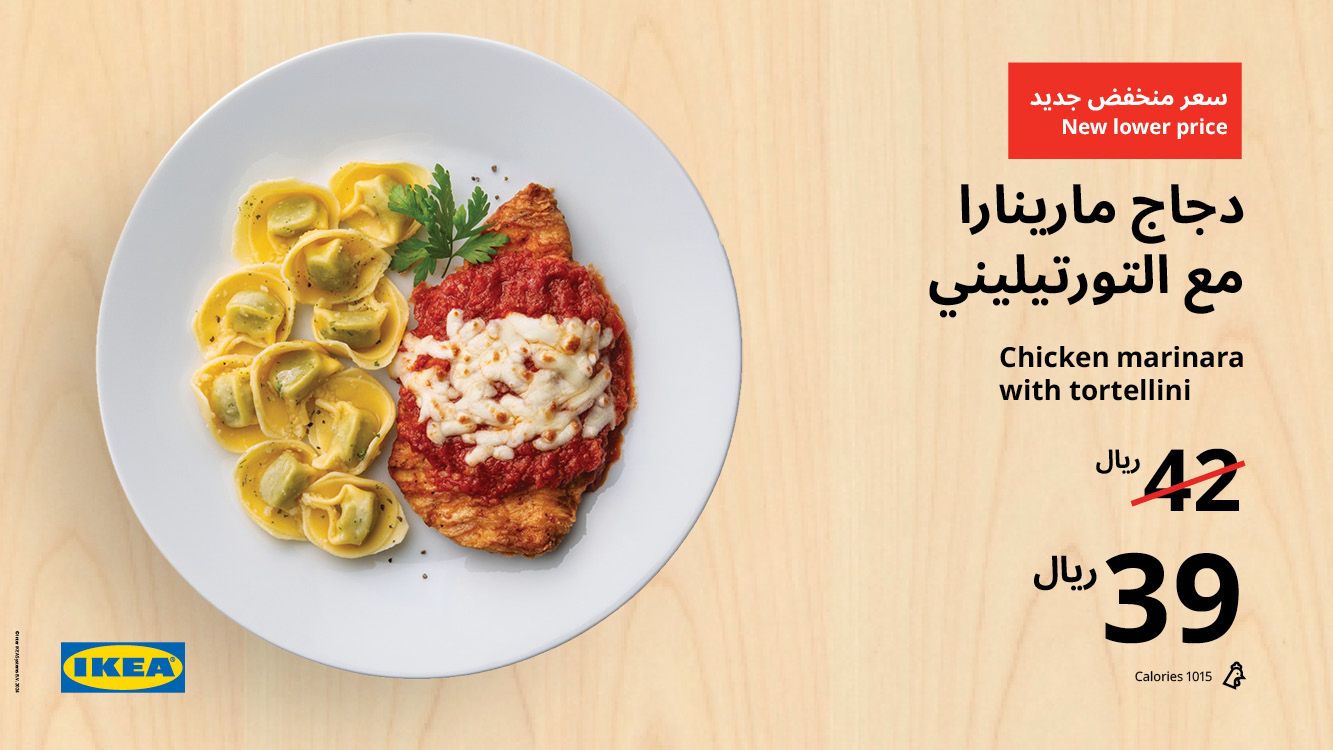 سعر منخفض جديد
New lower price
دجاج مارينارا
مع التورتيليني
Chicken marinara
with tortellini
42 ريال
39 ريال
Calories 1015
IKEA®